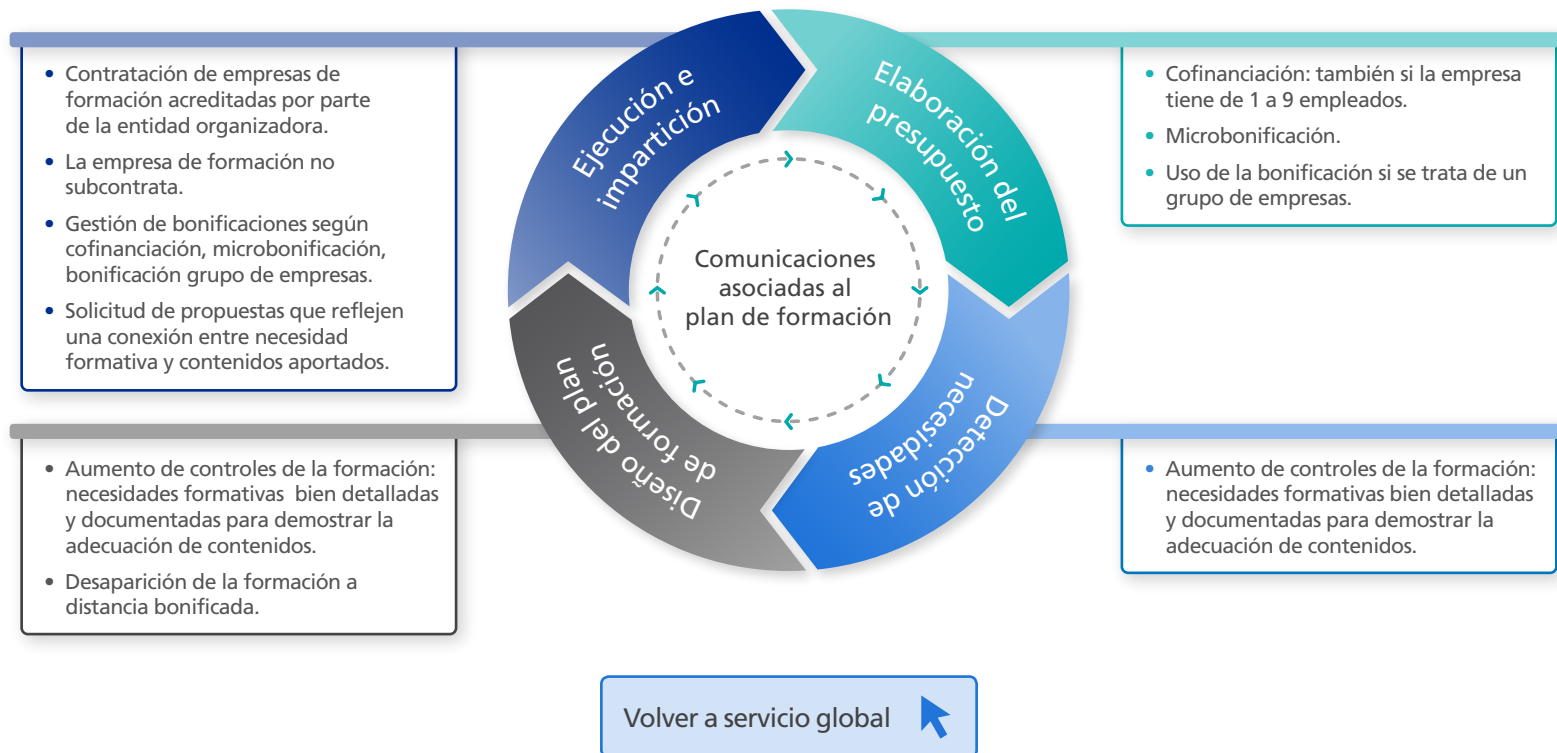 • Contratación de empresas de
formación acreditadas por parte
de la entidad organizadora.
• La empresa de formación no
subcontrata.
• Gestión de bonificaciones según
cofinanciación, microbonificación,
bonificación grupo de empresas.
• Solicitud de propuestas que reflejen
una conexión entre necesidad
formativa y contenidos aportados.
Ejecución e
impartición
Elaboración del
presupuesto
• Cofinanciación: también si la empresa
tiene de 1 a 9 empleados.
• Microbonificación.
• Uso de la bonificación si se trata de un
grupo de empresas.
Comunicaciones
asociadas al
plan de formación
Diseño del plan
de formación
Detección de
necesidades
• Aumento de controles de la formación:
necesidades formativas bien detalladas
y documentadas para demostrar la
adecuación de contenidos.
• Desaparición de la formación a
distancia bonificada.
• Aumento de controles de la formación:
necesidades formativas bien detalladas
y documentadas para demostrar la
adecuación de contenidos.
Volver a servicio global